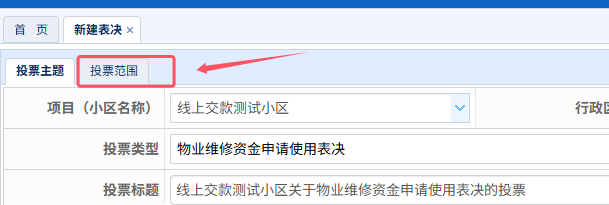 首 页 新建表决 ×
投票主题 投票范围
项目（小区名称） 线上交款测试小区 行政区
投票类型 物业维修资金申请使用表决
投票标题 线上交款测试小区关于物业维修资金申请使用表决的投票